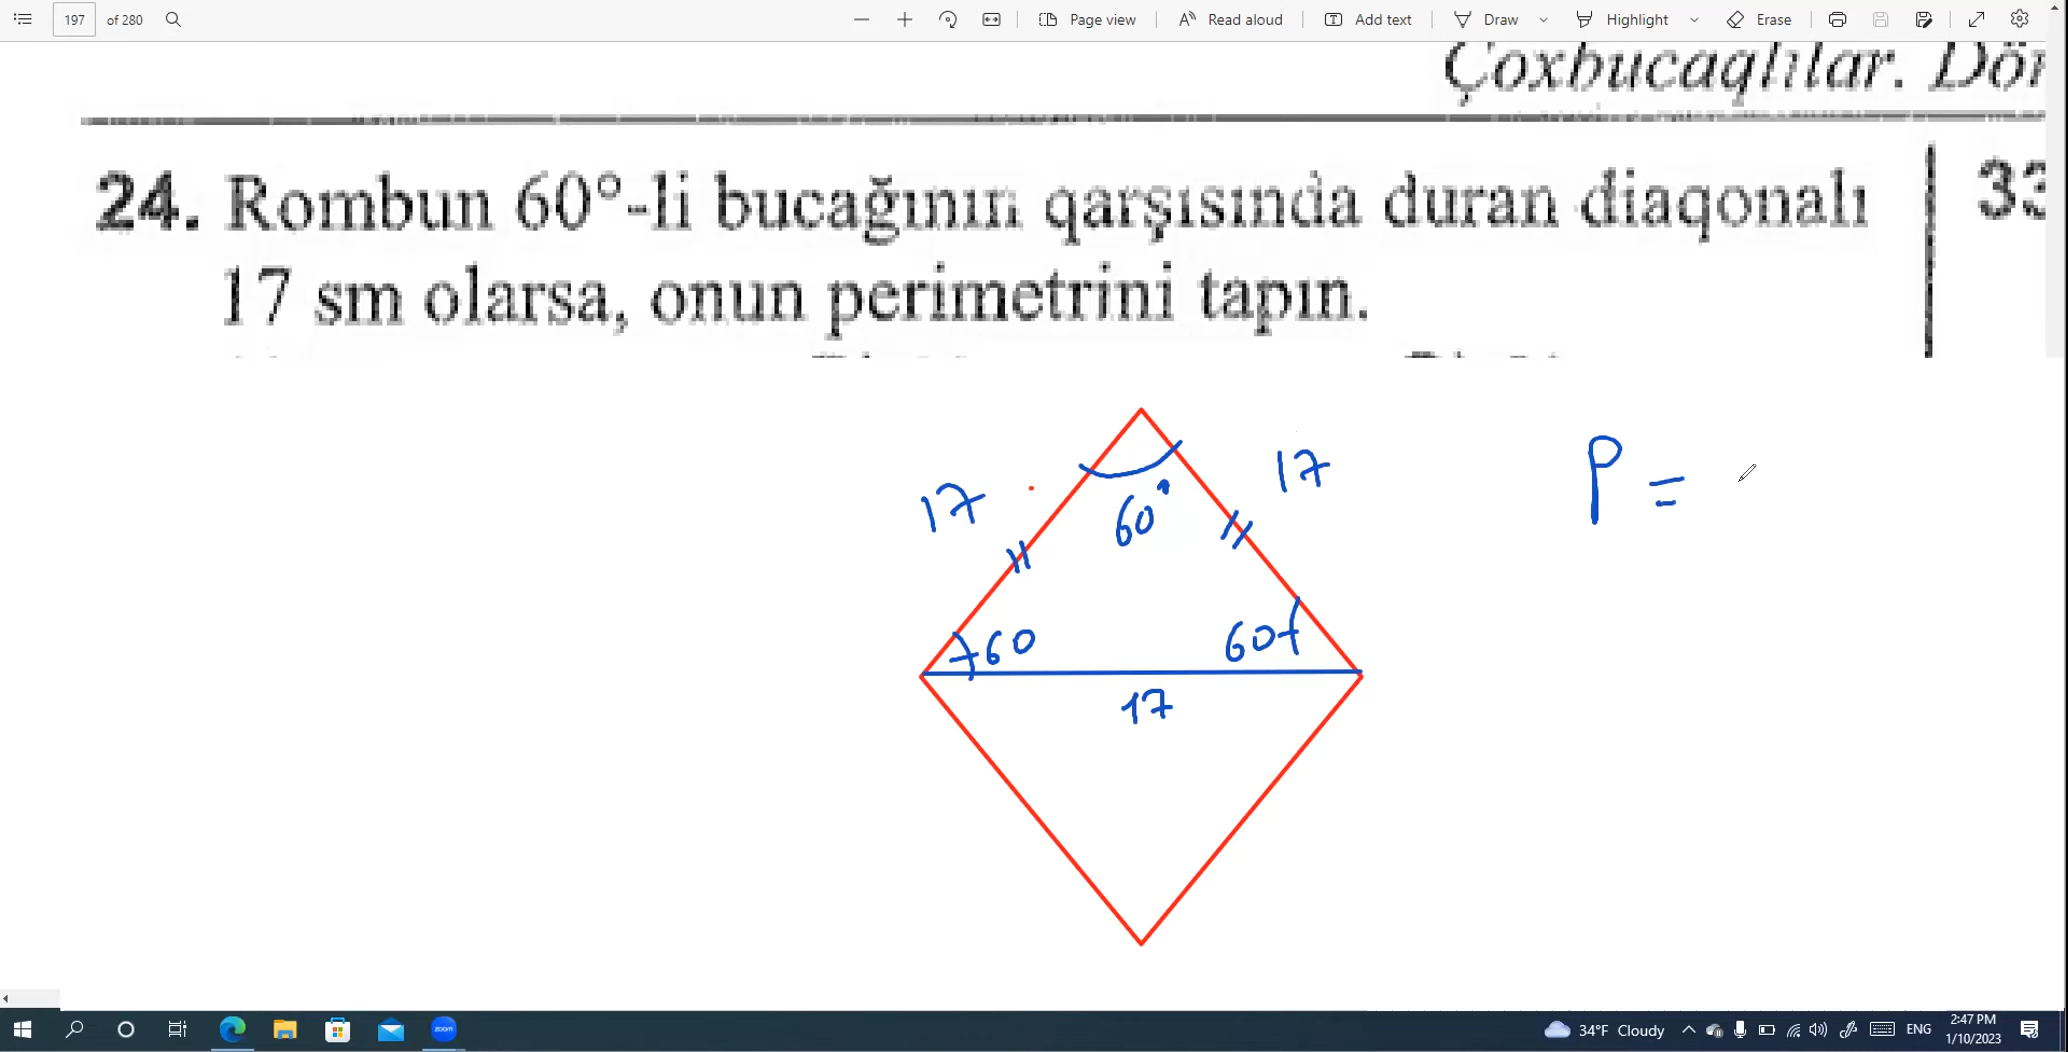 197 of 280
Page view
Read aloud
Add text
Draw
Highlight
Erase
Çoxbucaqlılar. Dör
24. Rombun 60°-li bucağının qarşısında duran diaqonalı
33
17 sm olarsa, onun perimetrini tapın.
17
17
P =
60°
60
60
17
zoom
34°F Cloudy
ENG
2:47 PM
1/10/2023